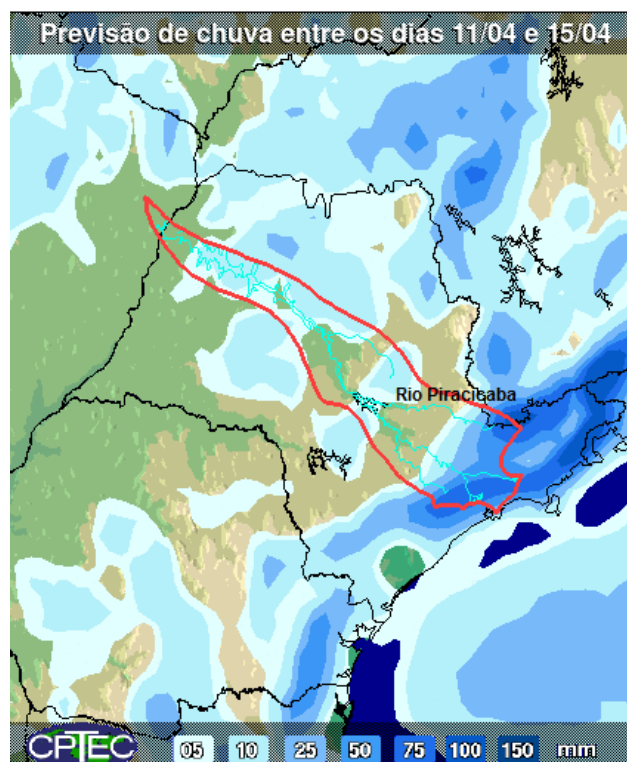 Previsão de chuva entre os dias 11/04 e 15/04
Rio Piracicaba
CPTEC 05 10 25 50 75 100 150 mm